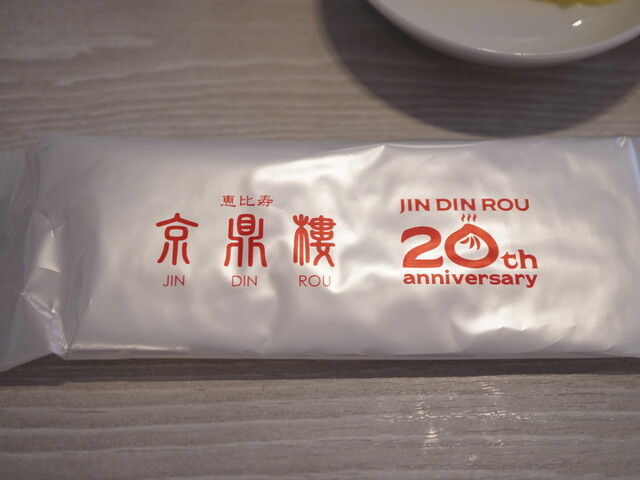 恵比寿
京鼎樓
JIN DIN ROU
JIN DIN ROU
20th
anniversary